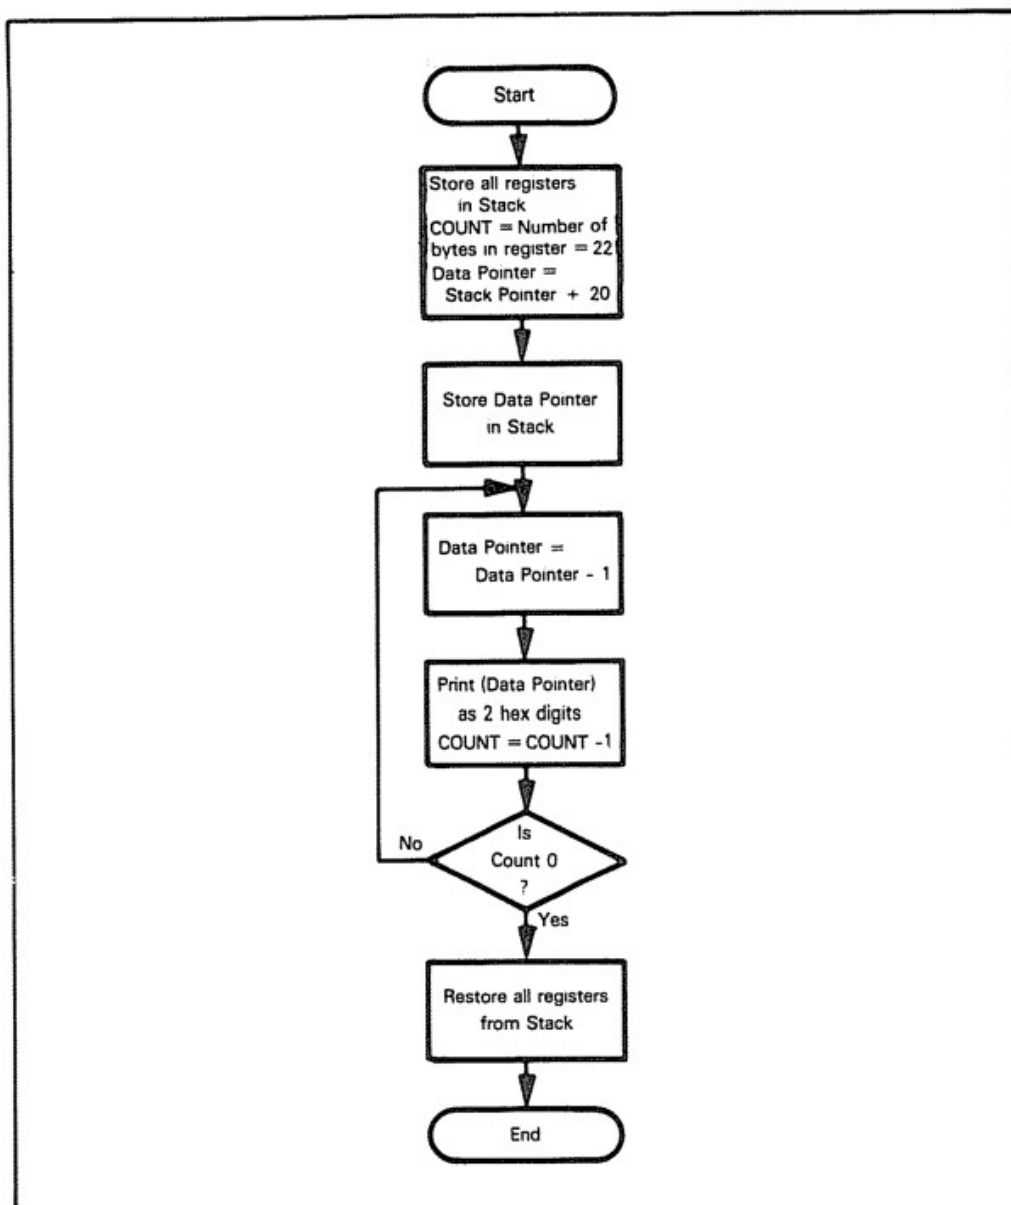 Start
Store all registers
in Stack
COUNT = Number of
bytes in register = 22
Data Pointer =
Stack Pointer + 20
Store Data Pointer
in Stack
Data Pointer =
Data Pointer - 1
Print (Data Pointer)
as 2 hex digits
COUNT = COUNT -1
Is
Count 0
?
No
Yes
Restore all registers
from Stack
End